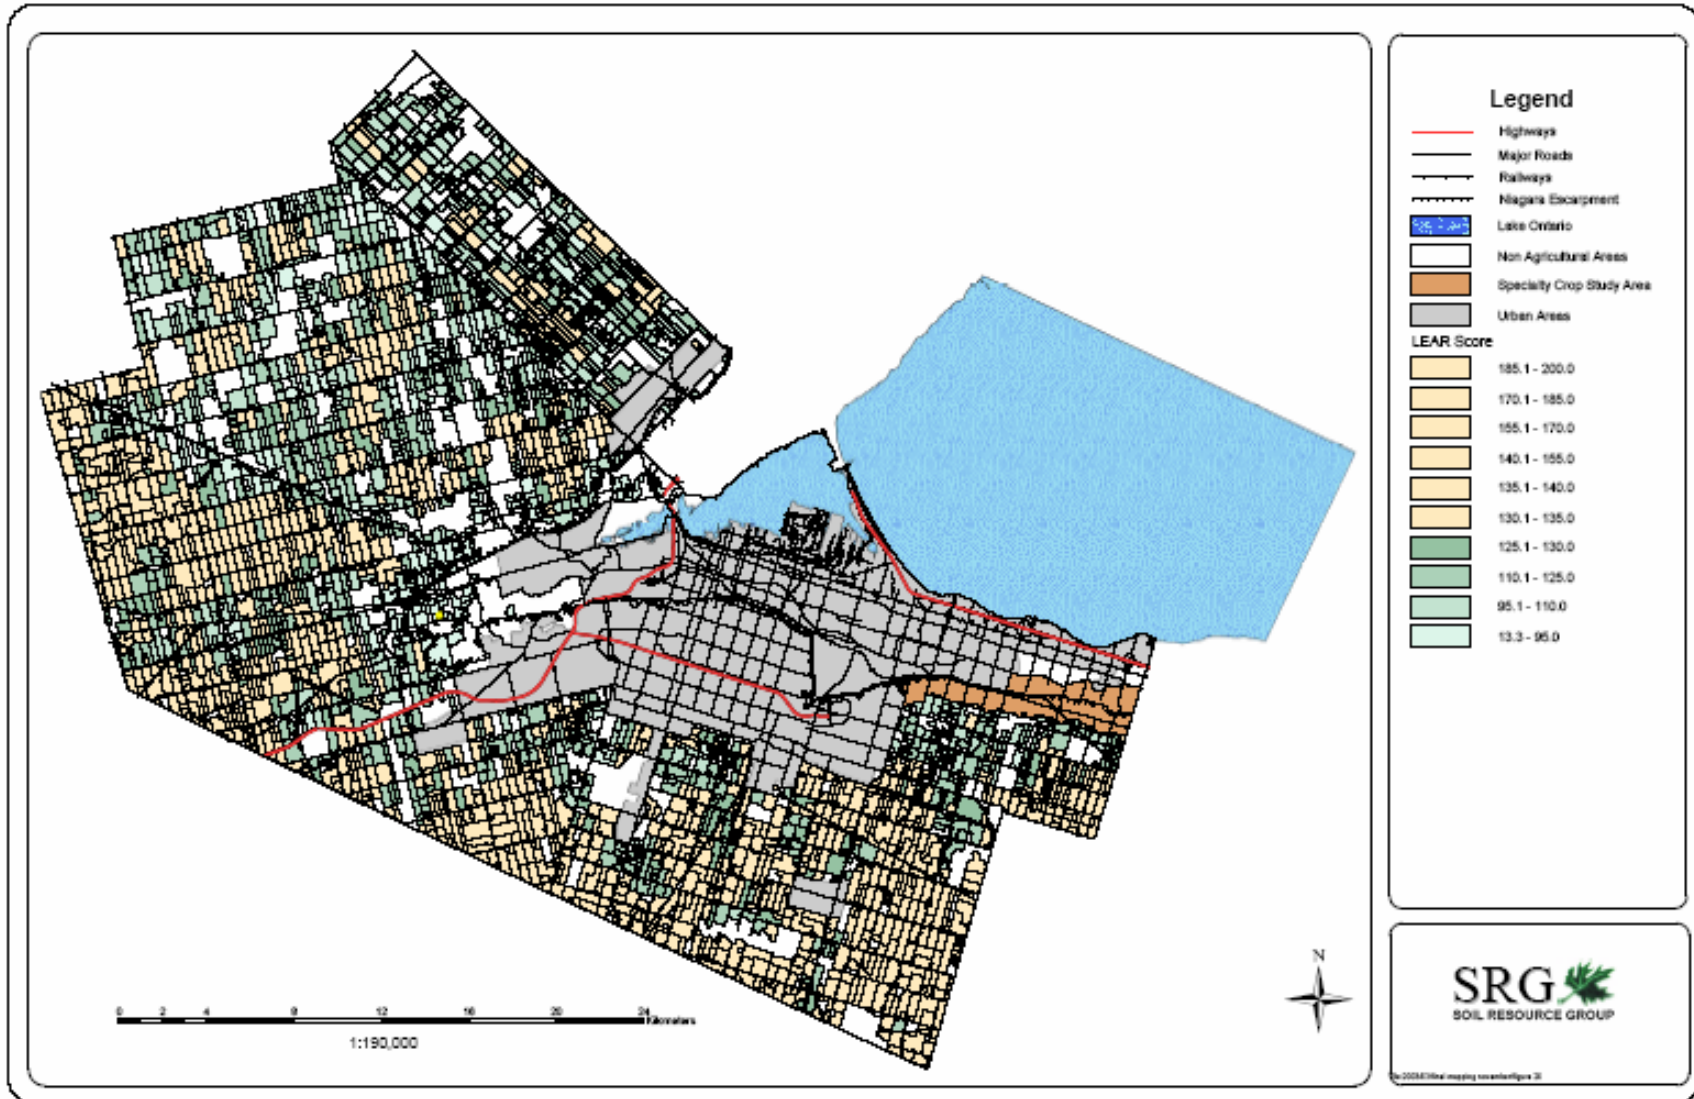 Legend
Highways
Major Roads
Railways
Niagara Escarpment
Lake Ontario
Non Agricultural Areas
Specialty Crop Study Area
Urban Areas
LEAR Score
185.1 - 200.0
170.1 - 185.0
155.1 - 170.0
140.1 - 155.0
135.1 - 140.0
130.1 - 135.0
125.1 - 130.0
110.1 - 125.0
95.1 - 110.0
13.3 - 95.0
N
0 2 4 8 12 16 20 24
Kilometers
1:190,000
SRG
SOIL RESOURCE GROUP